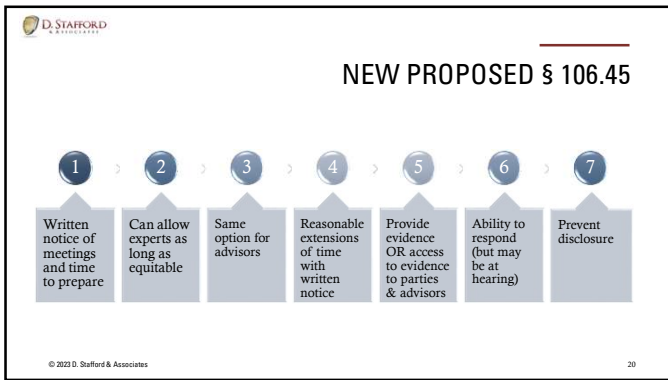 D. STAFFORD
& ASSOCIATES
NEW PROPOSED § 106.45
1
2
3
4
5
6
7
Written
notice of
meetings
and time
to prepare
Can allow
experts as
long as
equitable
Same
option for
advisors
Reasonable
extensions
of time
with
written
notice
Provide
evidence
OR access
to evidence
to parties
& advisors
Ability to
respond
(but may
be at
hearing)
Prevent
disclosure
© 2023 D. Stafford & Associates
20